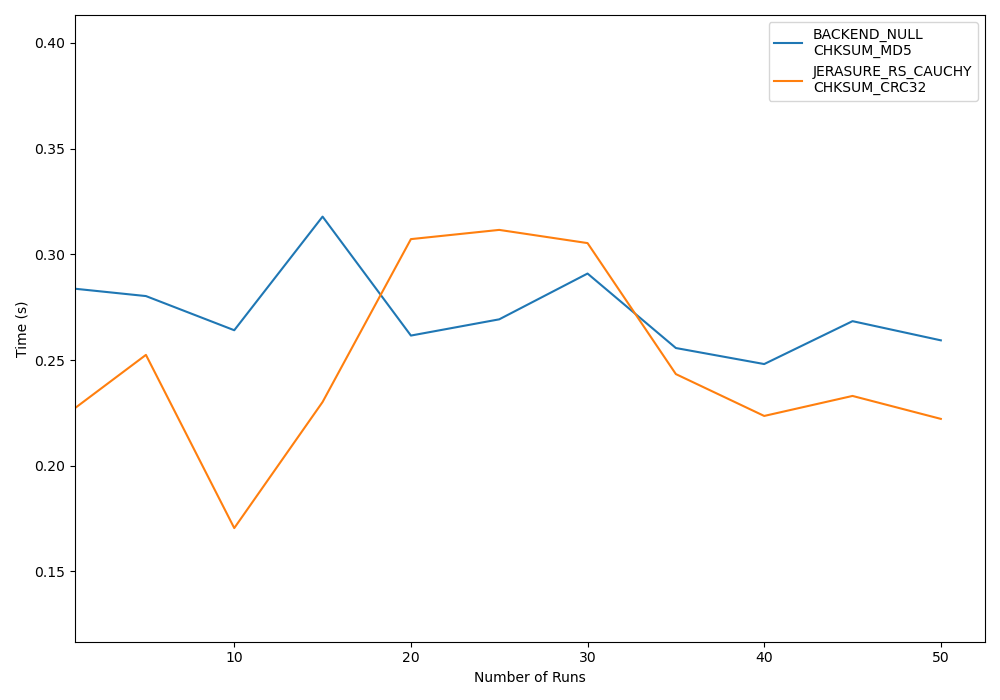 0.40
0.35
0.30
0.25
0.20
0.15
Time (s)
10
20
30
40
50
Number of Runs
BACKEND_NULL
CHKSUM_MD5
JERASURE_RS_CAUCHY
CHKSUM_CRC32